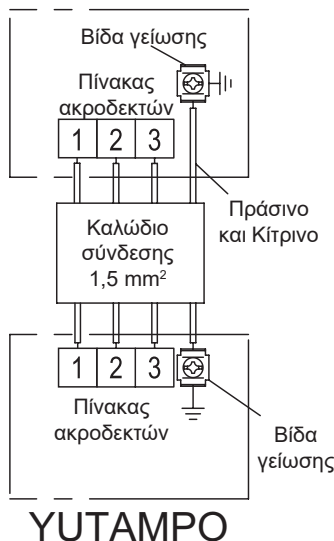 Βίδα γείωσης
Πίνακας
ακροδεκτών
1 2 3
Πράσινο
και Κίτρινο
Καλώδιο
σύνδεσης
1,5 mm²
1 2 3
Πίνακας
ακροδεκτών
Βίδα
γείωσης
YUTAMPO